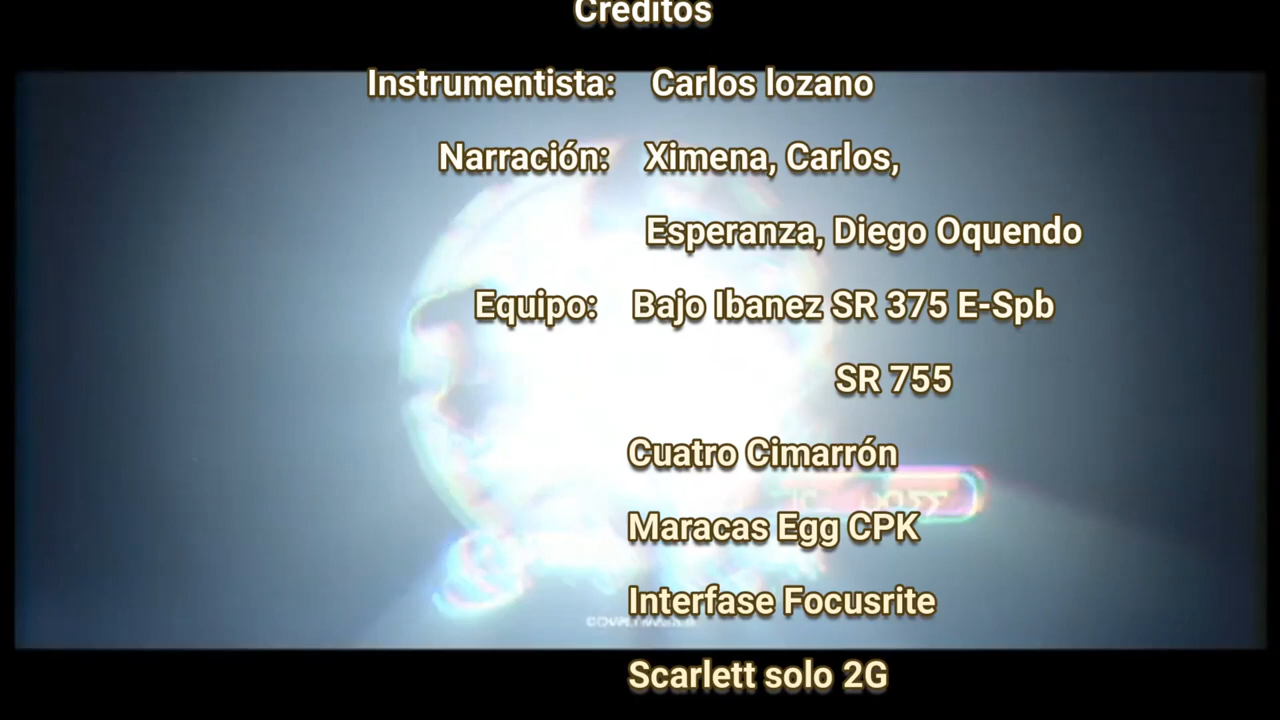 Créditos
Instrumentista: Carlos lozano
Narración: Ximena, Carlos,
Esperanza, Diego Oquendo
Equipo: Bajo Ibanez SR 375 E-Spb
SR 755
Cuatro Cimarrón
Maracas Egg CPK
Interfase Focusrite
Scarlett solo 2G